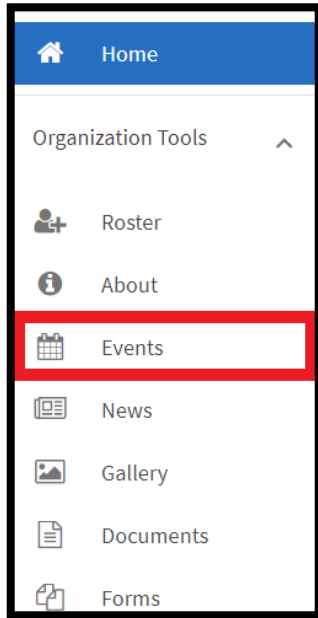 Home
Organization Tools
Roster
About
Events
News
Gallery
Documents
Forms